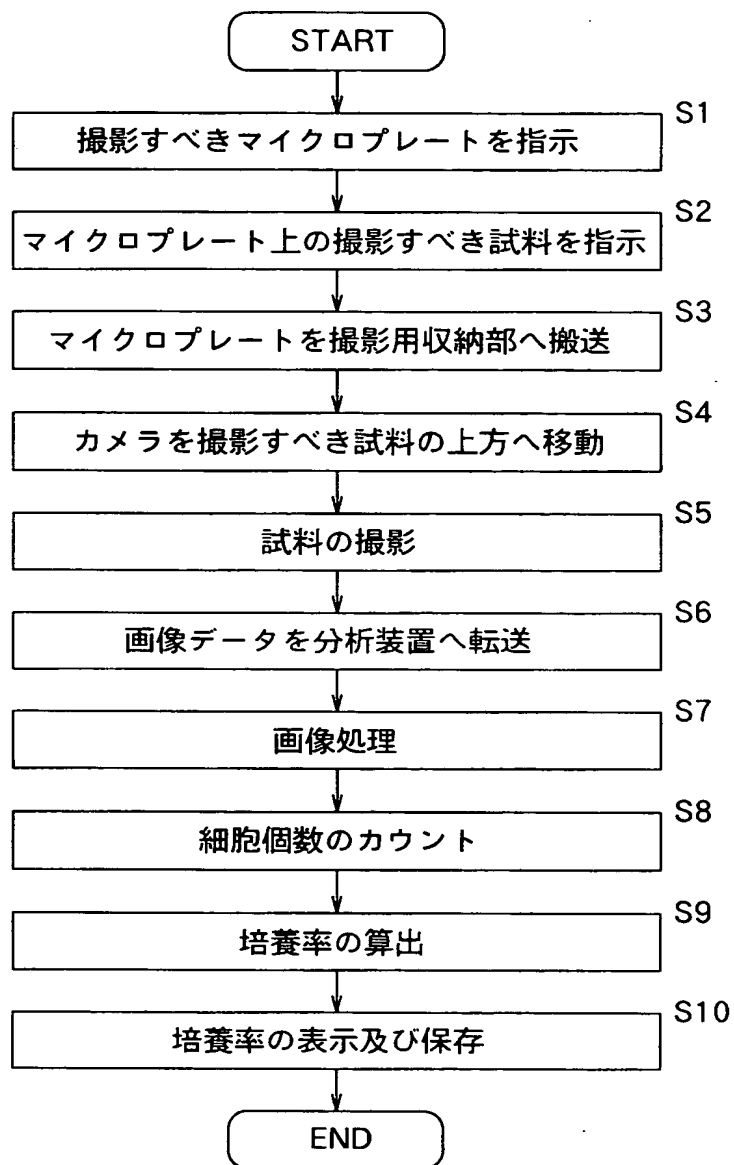 START
S1
撮影すべきマイクロプレートを指示
S2
マイクロプレート上の撮影すべき試料を指示
S3
マイクロプレートを撮影用収納部へ搬送
S4
カメラを撮影すべき試料の上方へ移動
S5
試料の撮影
S6
画像データを分析装置へ転送
S7
画像処理
S8
細胞個数のカウント
S9
培養率の算出
S10
培養率の表示及び保存
END